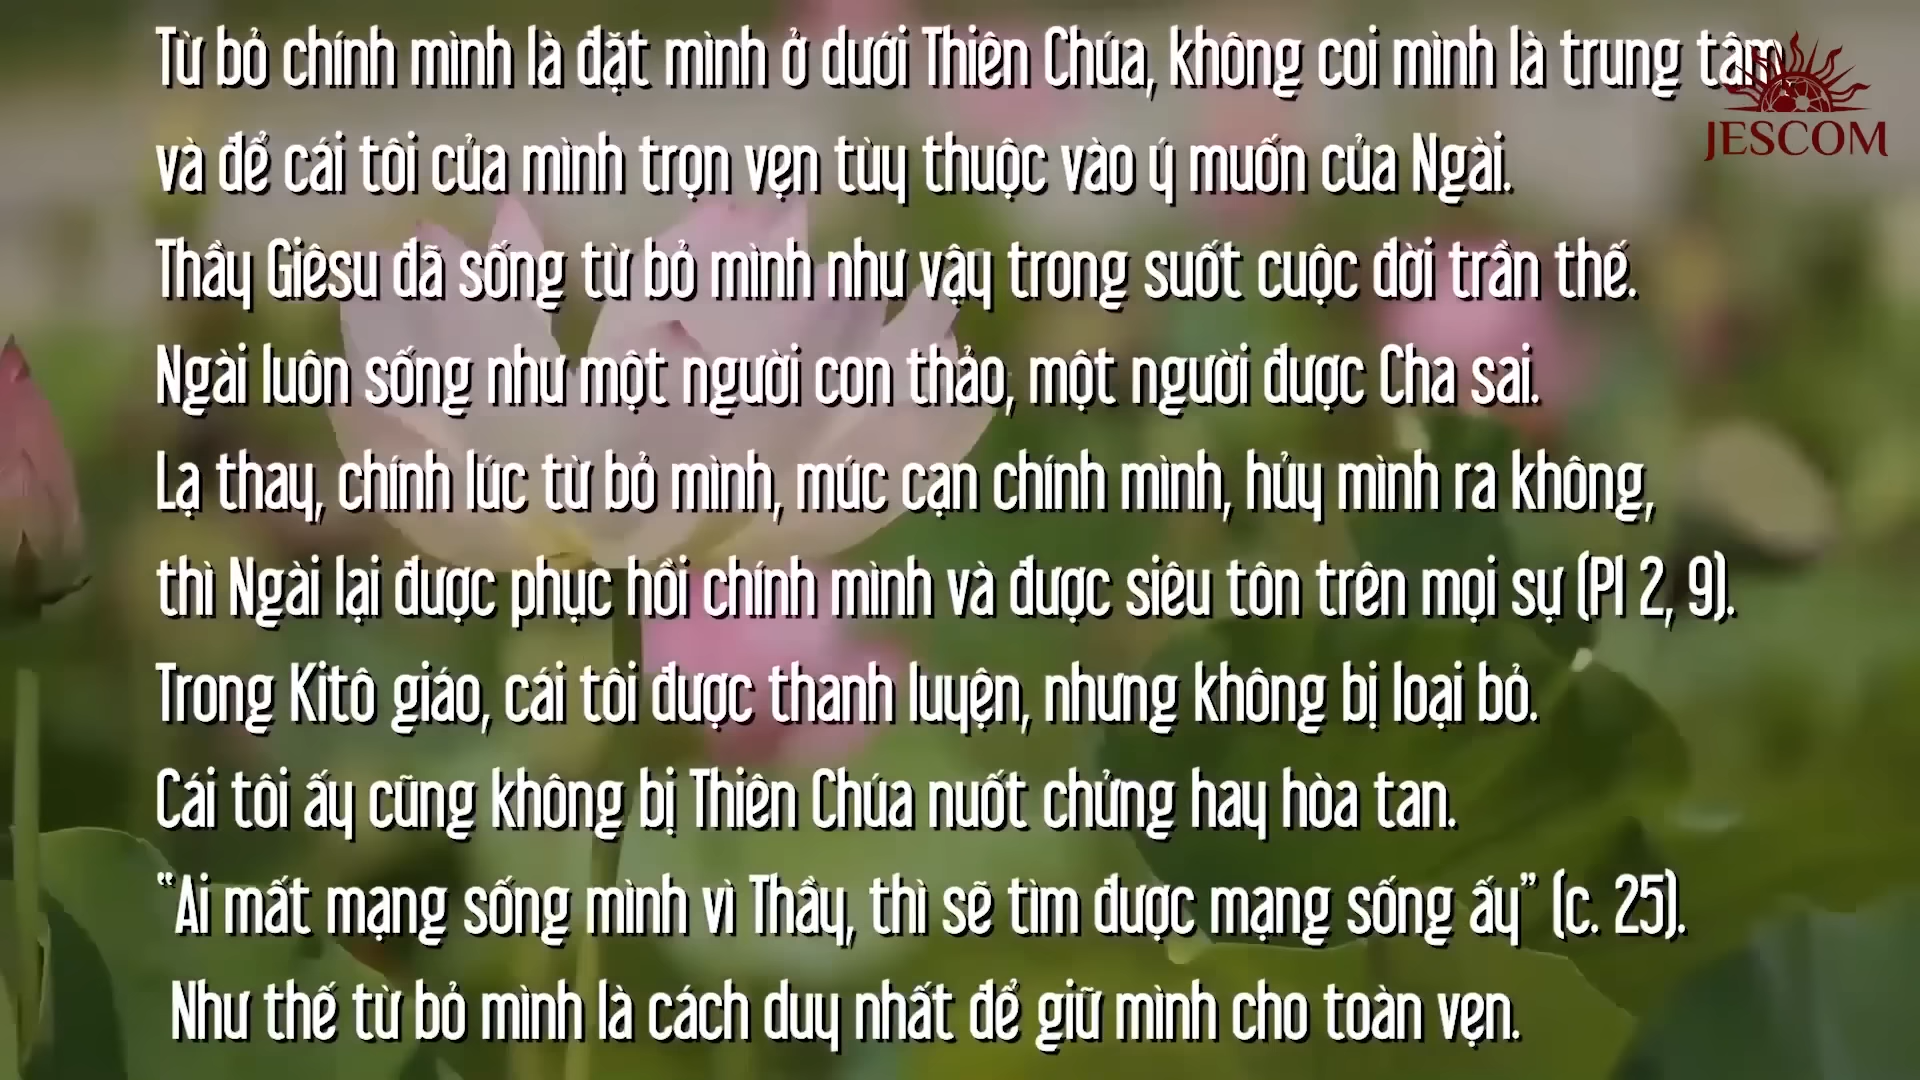 Từ bỏ chính mình là đặt mình ở dưới Thiên Chúa, không coi mình là trung tâm
JESCOM
và để cái tôi của mình trọn vẹn tùy thuộc vào ý muốn của Ngài.
Thầy Giêsu đã sống từ bỏ mình như vậy trong suốt cuộc đời trần thế.
Ngài luôn sống như một người con thảo, một người được Cha sai.
Lạ thay, chính lúc từ bỏ mình, múc cạn chính mình, hủy mình ra không,
thì Ngài lại được phục hồi chính mình và được siêu tôn trên mọi sự (Pl 2, 9).
Trong Kitô giáo, cái tôi được thanh luyện, nhưng không bị loại bỏ.
Cái tôi ấy cũng không bị Thiên Chúa nuốt chửng hay hòa tan.
“Ai mất mạng sống mình vì Thầy, thì sẽ tìm được mạng sống ấy” (c. 25).
Như thế từ bỏ mình là cách duy nhất để giữ mình cho toàn vẹn.